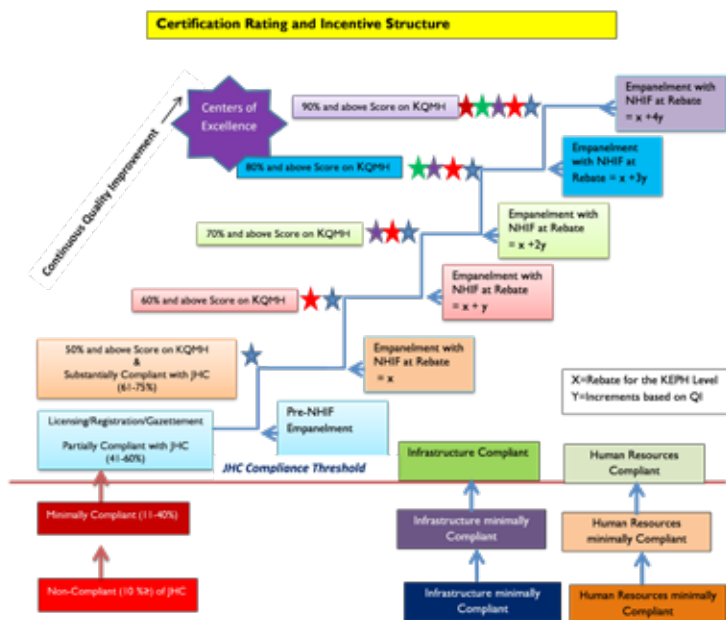 Certification Rating and Incentive Structure
Continuous Quality Improvement
Centers of
Excellence
90% and above Score on KQMH
Empanelment with
NHIF at Rebate
= x +4y
80% and above Score on KQMH
Empanelment
with NHIF at
Rebate = x +3y
70% and above Score on KQMH
Empanelment with
NHIF at Rebate
= x +2y
60% and above Score on KQMH
Empanelment with
NHIF at Rebate
= x + y
50% and above Score on KQMH
&
Substantially Compliant with JHC
(61-75%)
Empanelment with
NHIF at Rebate
= x
X=Rebate for the KEPH Level
Y=Increments based on QI
Licensing/Registration/Gazettement
Partially Compliant with JHC
(41-60%)
Pre-NHIF
Empanelment
JHC Compliance Threshold
Infrastructure Compliant
Human Resources
Compliant
Minimally Compliant (11-40%)
Infrastructure minimally
Compliant
Human Resources
minimally Compliant
Non-Compliant (10 %lt) of JHC
Infrastructure minimally
Compliant
Human Resources minimally
Compliant